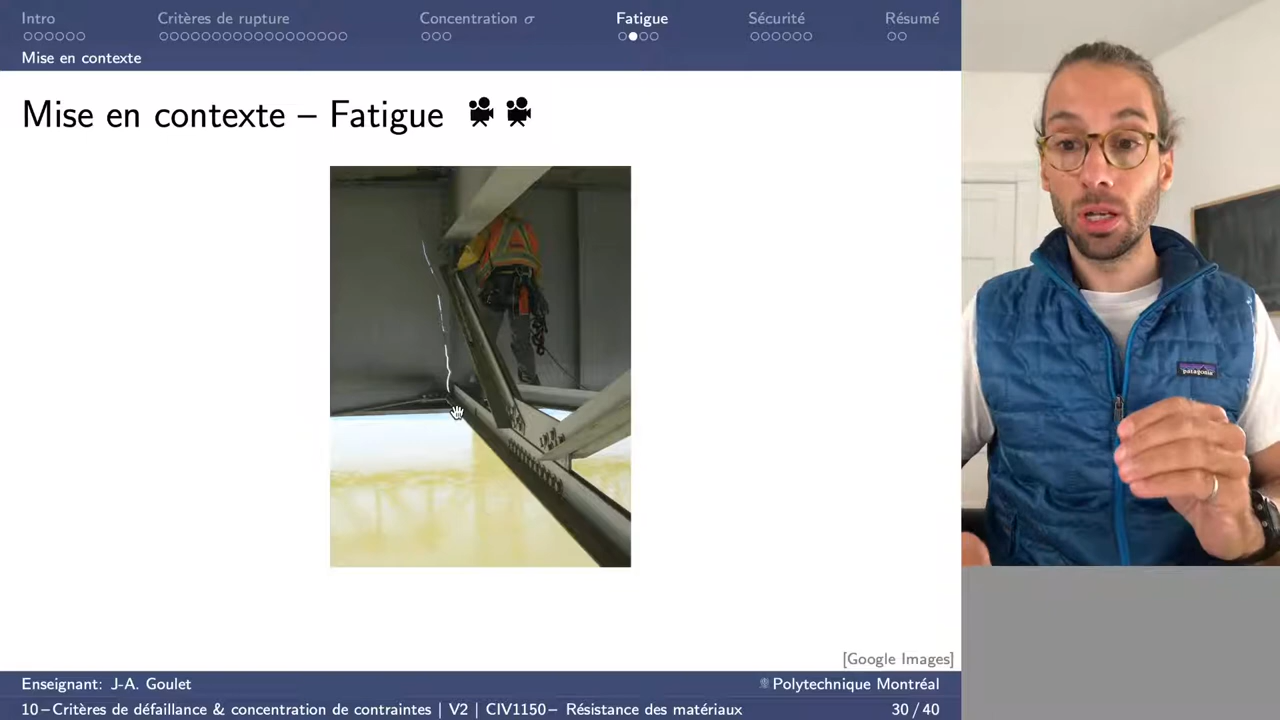 Intro Critères de rupture Concentration σ Fatigue Sécurité Résumé
Mise en contexte
Mise en contexte – Fatigue
patagonia
[Google Images]
Enseignant: J-A. Goulet Polytechnique Montréal
10 – Critères de défaillance & concentration de contraintes | V2 | CIV1150 – Résistance des matériaux 30 / 40